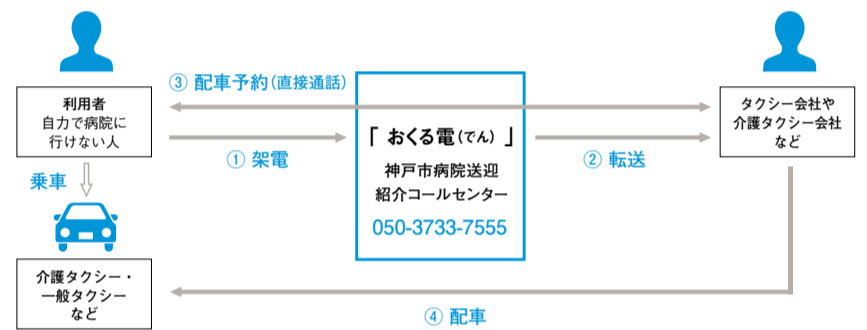 ③ 配車予約(直接通話)
利用者
自力で病院に
行けない人
① 架電
「 おくる電(でん) 」
神戸市病院送迎
紹介コールセンター
050-3733-7555
② 転送
タクシー会社や
介護タクシー会社
など
乗車
介護タクシー・
一般タクシー
など
④ 配車